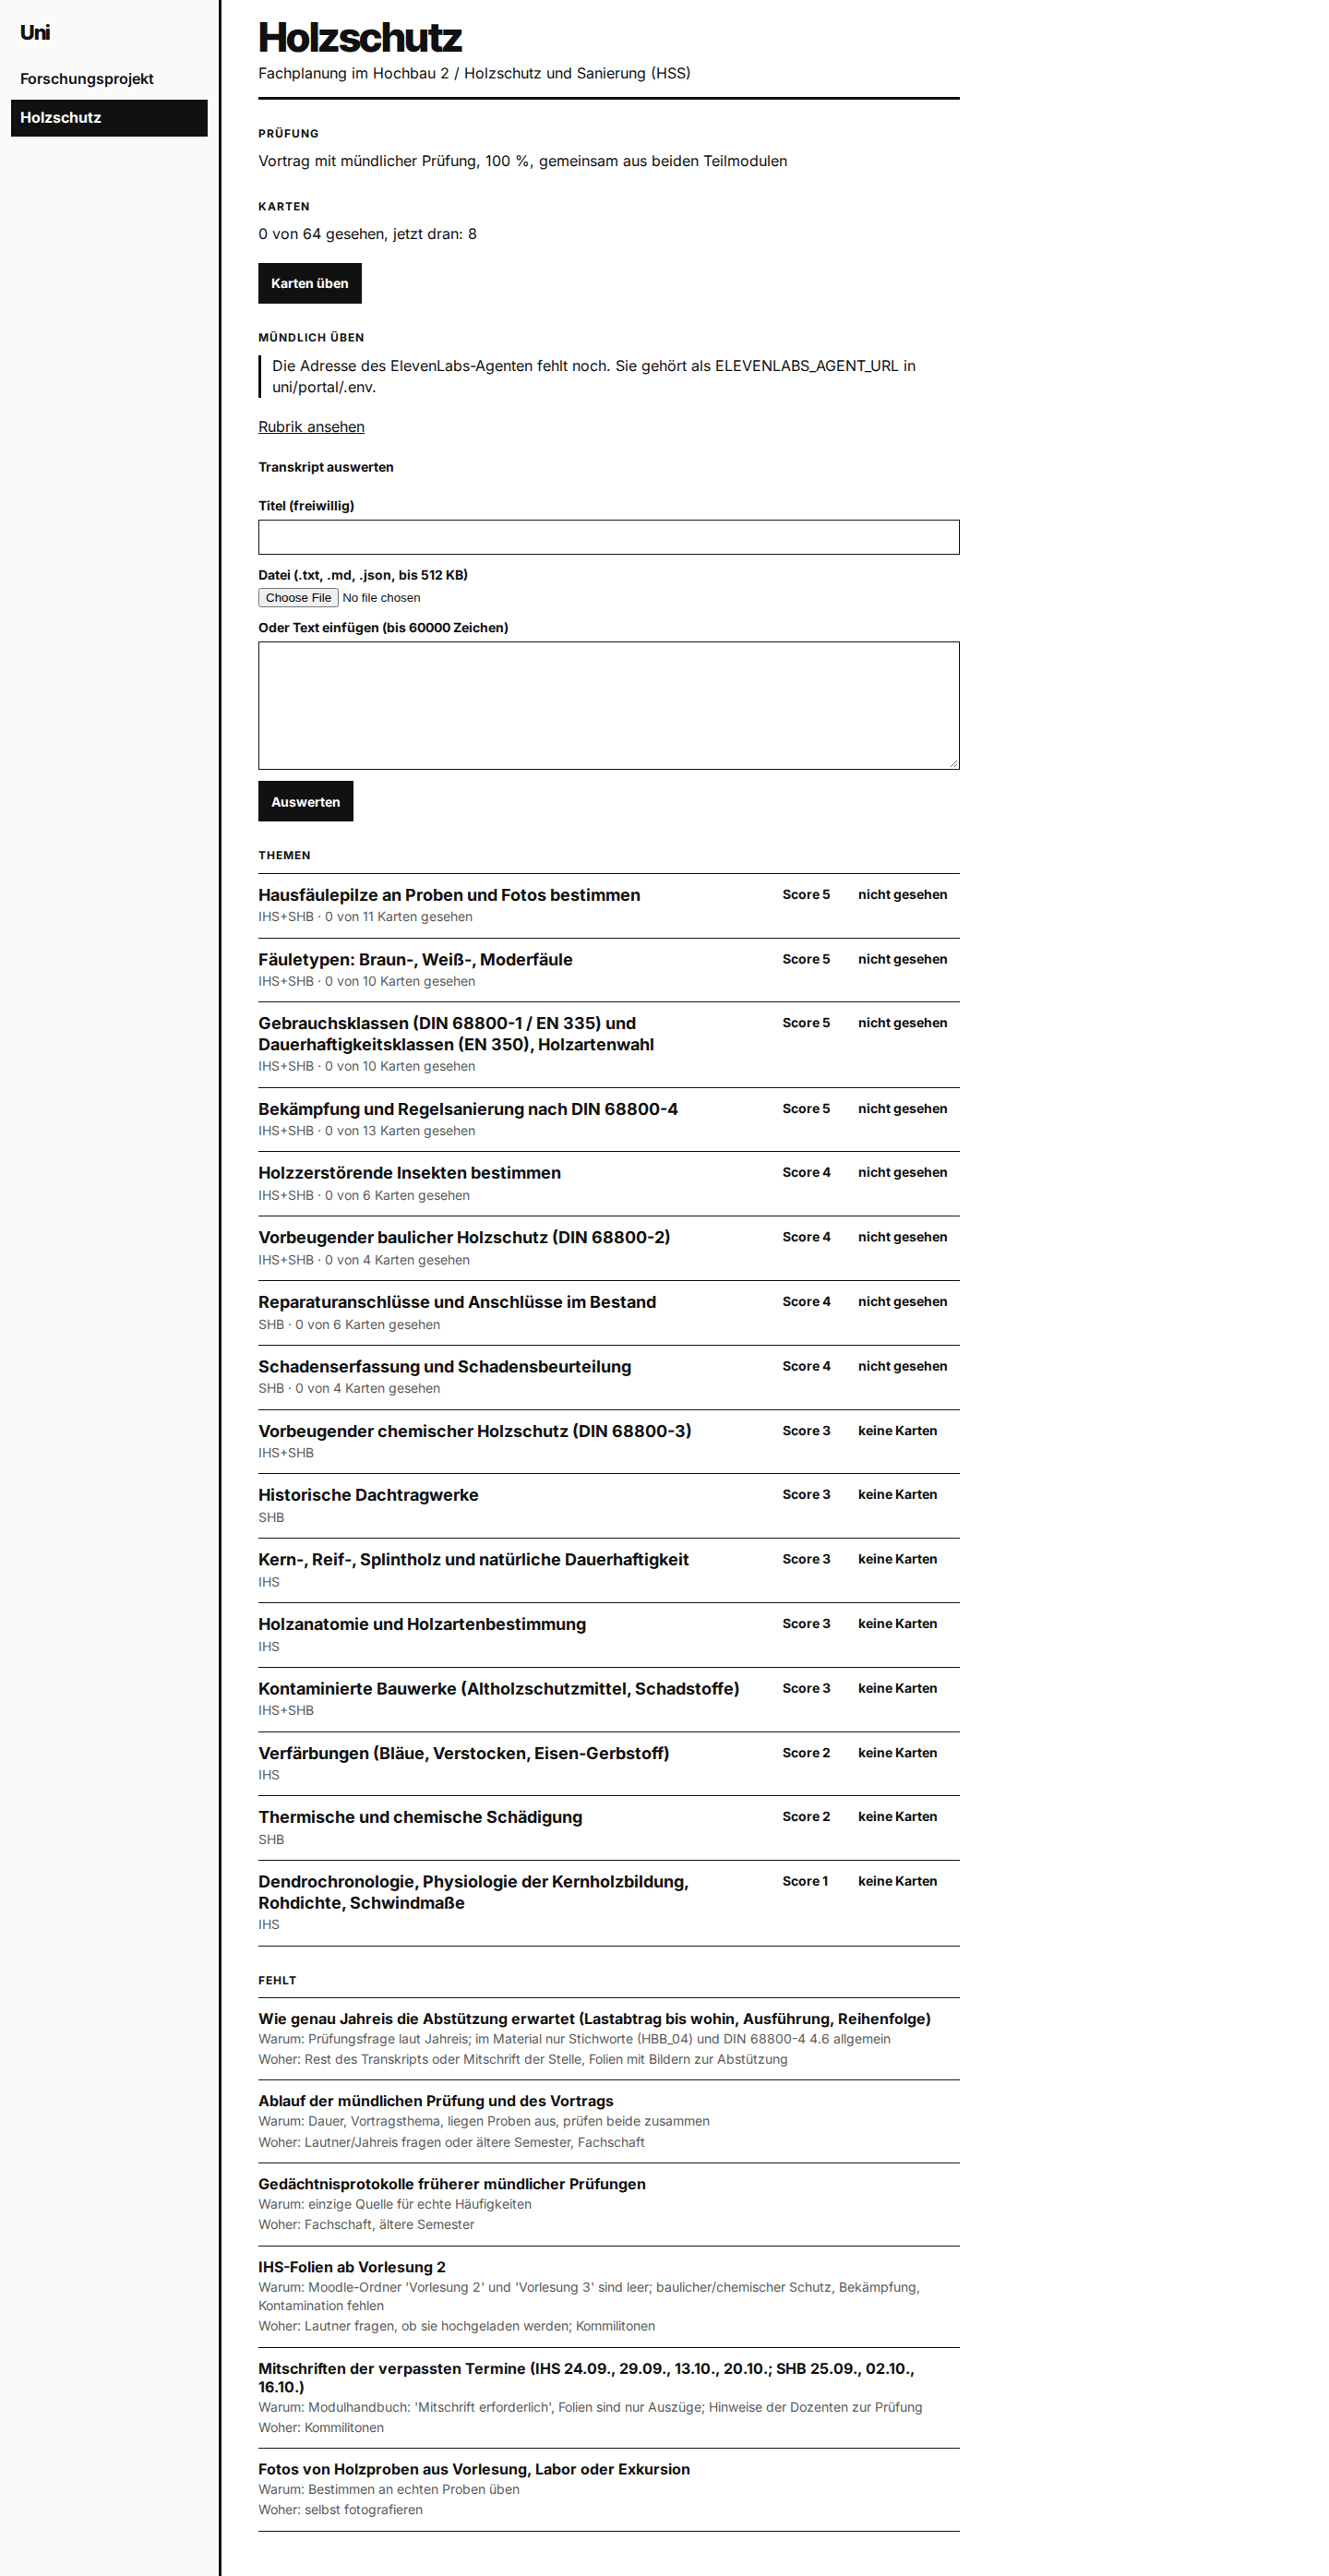 Uni
Forschungsprojekt
Holzschutz
Holzschutz
Fachplanung im Hochbau 2 / Holzschutz und Sanierung (HSS)
PRÜFUNG
Vortrag mit mündlicher Prüfung, 100 %, gemeinsam aus beiden Teilmodulen
KARTEN
0 von 64 gesehen, jetzt dran: 8
Karten üben
MÜNDLICH ÜBEN
Die Adresse des ElevenLabs-Agenten fehlt noch. Sie gehört als ELEVENLABS_AGENT_URL in
uni/portal/.env.
Rubrik ansehen
Transkript auswerten
Titel (freiwillig)
Datei (.txt, .md, .json, bis 512 KB)
Choose File No file chosen
Oder Text einfügen (bis 60000 Zeichen)
Auswerten
THEMEN
Hausfäulepilze an Proben und Fotos bestimmen Score 5 nicht gesehen
IHS+SHB · 0 von 11 Karten gesehen
Fäuletypen: Braun-, Weiß-, Moderfäule Score 5 nicht gesehen
IHS+SHB · 0 von 10 Karten gesehen
Gebrauchsklassen (DIN 68800-1 / EN 335) und Score 5 nicht gesehen
Dauerhaftigkeitsklassen (EN 350), Holzartenwahl
IHS+SHB · 0 von 10 Karten gesehen
Bekämpfung und Regelsanierung nach DIN 68800-4 Score 5 nicht gesehen
IHS+SHB · 0 von 13 Karten gesehen
Holzzerstörende Insekten bestimmen Score 4 nicht gesehen
IHS+SHB · 0 von 6 Karten gesehen
Vorbeugender baulicher Holzschutz (DIN 68800-2) Score 4 nicht gesehen
IHS+SHB · 0 von 4 Karten gesehen
Reparaturanschlüsse und Anschlüsse im Bestand Score 4 nicht gesehen
SHB · 0 von 6 Karten gesehen
Schadenserfassung und Schadensbeurteilung Score 4 nicht gesehen
SHB · 0 von 4 Karten gesehen
Vorbeugender chemischer Holzschutz (DIN 68800-3) Score 3 keine Karten
IHS+SHB
Historische Dachtragwerke Score 3 keine Karten
SHB
Kern-, Reif-, Splintholz und natürliche Dauerhaftigkeit Score 3 keine Karten
IHS
Holzanatomie und Holzartenbestimmung Score 3 keine Karten
IHS
Kontaminierte Bauwerke (Altholzschutzmittel, Schadstoffe) Score 3 keine Karten
IHS+SHB
Verfärbungen (Bläue, Verstocken, Eisen-Gerbstoff) Score 2 keine Karten
IHS
Thermische und chemische Schädigung Score 2 keine Karten
SHB
Dendrochronologie, Physiologie der Kernholzbildung, Score 1 keine Karten
Rohdichte, Schwindmaße
IHS
FEHLT
Wie genau Jahreis die Abstützung erwartet (Lastabtrag bis wohin, Ausführung, Reihenfolge)
Warum: Prüfungsfrage laut Jahreis; im Material nur Stichworte (HBB_04) und DIN 68800-4 4.6 allgemein
Woher: Rest des Transkripts oder Mitschrift der Stelle, Folien mit Bildern zur Abstützung
Ablauf der mündlichen Prüfung und des Vortrags
Warum: Dauer, Vortragsthema, liegen Proben aus, prüfen beide zusammen
Woher: Lautner/Jahreis fragen oder ältere Semester, Fachschaft
Gedächtnisprotokolle früherer mündlicher Prüfungen
Warum: einzige Quelle für echte Häufigkeiten
Woher: Fachschaft, ältere Semester
IHS-Folien ab Vorlesung 2
Warum: Moodle-Ordner 'Vorlesung 2' und 'Vorlesung 3' sind leer; baulicher/chemischer Schutz, Bekämpfung,
Kontamination fehlen
Woher: Lautner fragen, ob sie hochgeladen werden; Kommilitonen
Mitschriften der verpassten Termine (IHS 24.09., 29.09., 13.10., 20.10.; SHB 25.09., 02.10.,
16.10.)
Warum: Modulhandbuch: 'Mitschrift erforderlich', Folien sind nur Auszüge; Hinweise der Dozenten zur Prüfung
Woher: Kommilitonen
Fotos von Holzproben aus Vorlesung, Labor oder Exkursion
Warum: Bestimmen an echten Proben üben
Woher: selbst fotografieren